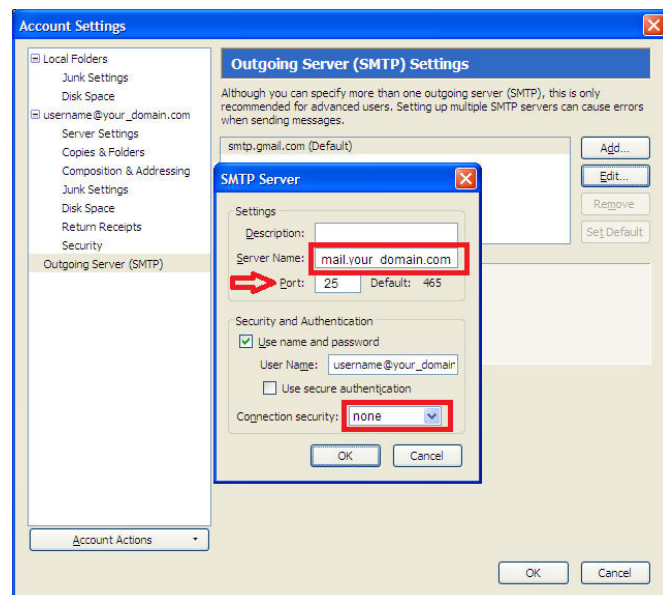 Account Settings
Local Folders
Junk Settings
Disk Space
username@your_domain.com
Server Settings
Copies & Folders
Composition & Addressing
Junk Settings
Disk Space
Return Receipts
Security
Outgoing Server (SMTP)
Account Actions
Outgoing Server (SMTP) Settings
Although you can specify more than one outgoing server (SMTP), this is only
recommended for advanced users. Setting up multiple SMTP servers can cause errors
when sending messages.
smtp.gmail.com (Default)
Add...
Edit...
Remove
Set Default
SMTP Server
Settings
Description:
Server Name: mail.your_domain.com
Port: 25 Default: 465
Security and Authentication
Use name and password
User Name: username@your_domair
Use secure authentication
Connection security: none
OK Cancel
OK Cancel